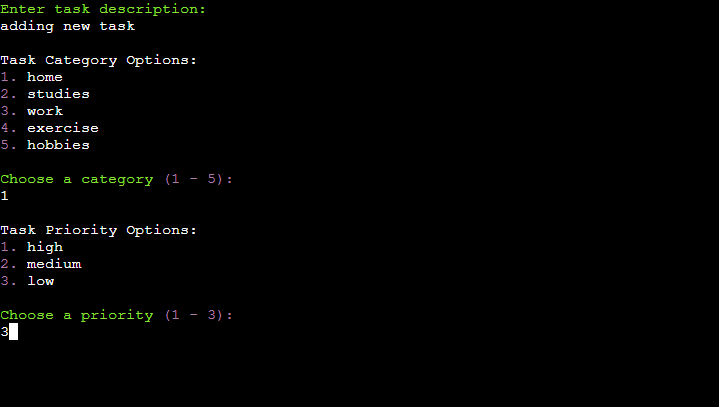 Enter task description:
adding new task
Task Category Options:
1. home
2. studies
3. work
4. exercise
5. hobbies
Choose a category (1 - 5):
1
Task Priority Options:
1. high
2. medium
3. low
Choose a priority (1 - 3):
3